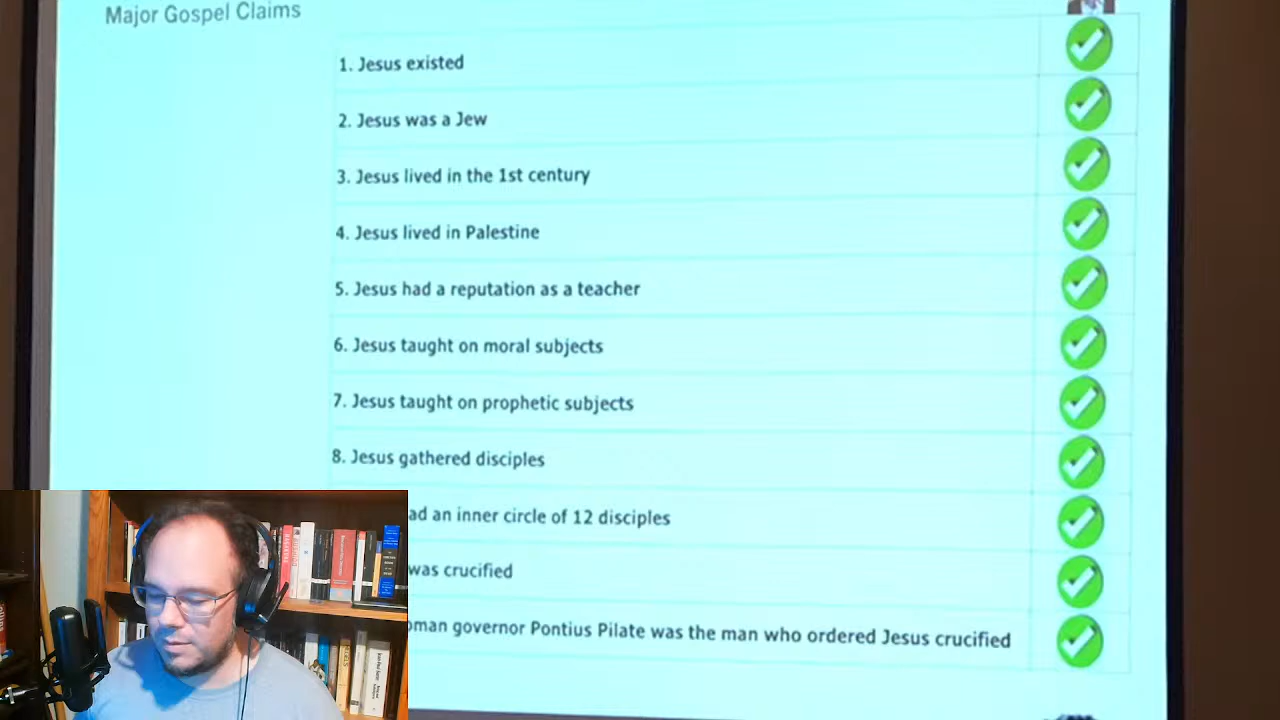 Major Gospel Claims
1. Jesus existed
2. Jesus was a Jew
3. Jesus lived in the 1st century
4. Jesus lived in Palestine
5. Jesus had a reputation as a teacher
6. Jesus taught on moral subjects
7. Jesus taught on prophetic subjects
8. Jesus gathered disciples
ad an inner circle of 12 disciples
was crucified
oman governor Pontius Pilate was the man who ordered Jesus crucified